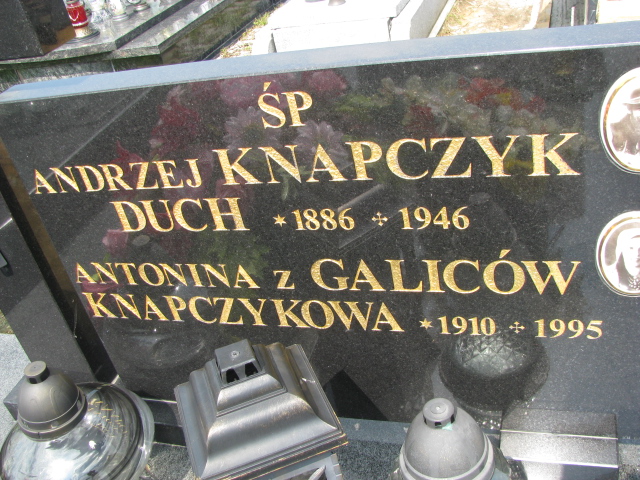 ŚP
ANDRZEJ KNAPCZYK
DUCH * 1886 ✢ 1946
ANTONINA z GALICÓW
KNAPCZYKOWA * 1910 ✢ 1995